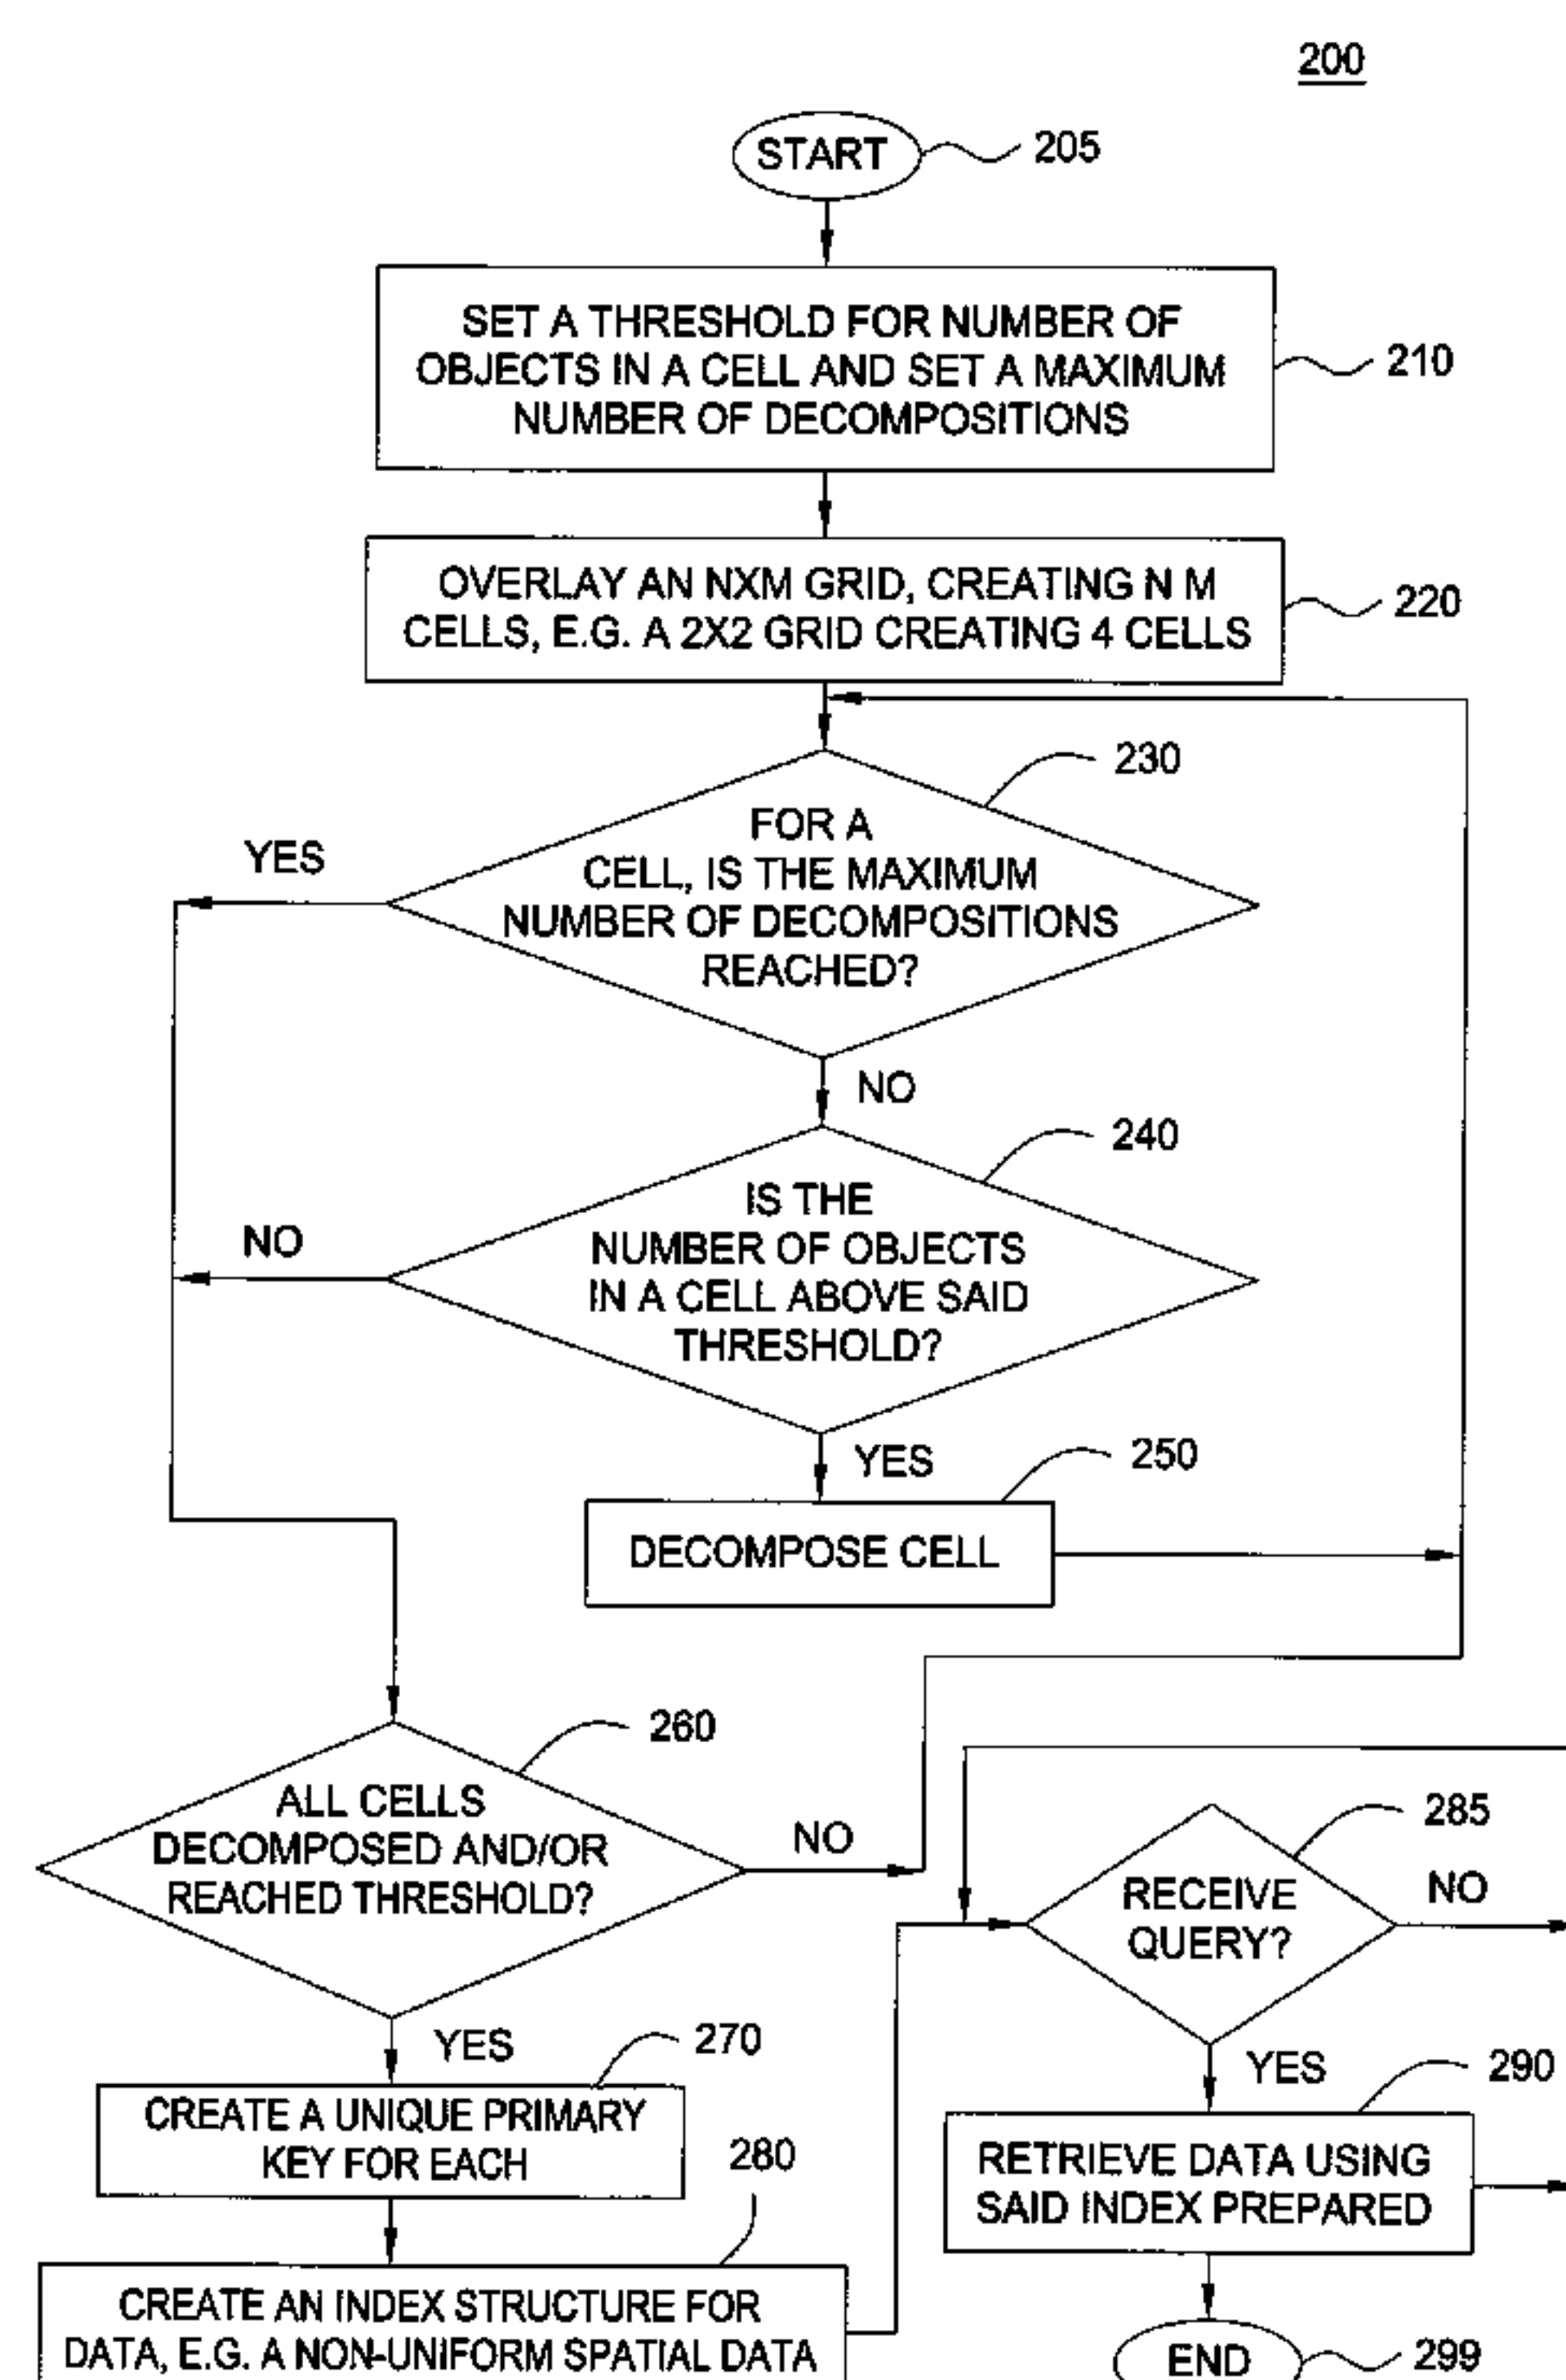 200
START
205
SET A THRESHOLD FOR NUMBER OF
OBJECTS IN A CELL AND SET A MAXIMUM
NUMBER OF DECOMPOSITIONS
210
OVERLAY AN NXM GRID, CREATING N M
CELLS, E.G. A 2X2 GRID CREATING 4 CELLS
220
230
FOR A
CELL, IS THE MAXIMUM
NUMBER OF DECOMPOSITIONS
REACHED?
YES
NO
240
IS THE
NUMBER OF OBJECTS
IN A CELL ABOVE SAID
THRESHOLD?
NO
YES
250
DECOMPOSE CELL
260
ALL CELLS
DECOMPOSED AND/OR
REACHED THRESHOLD?
NO
YES
270
CREATE A UNIQUE PRIMARY
KEY FOR EACH
280
CREATE AN INDEX STRUCTURE FOR
DATA, E.G. A NON-UNIFORM SPATIAL DATA
285
RECEIVE
QUERY?
NO
YES
290
RETRIEVE DATA USING
SAID INDEX PREPARED
END
299